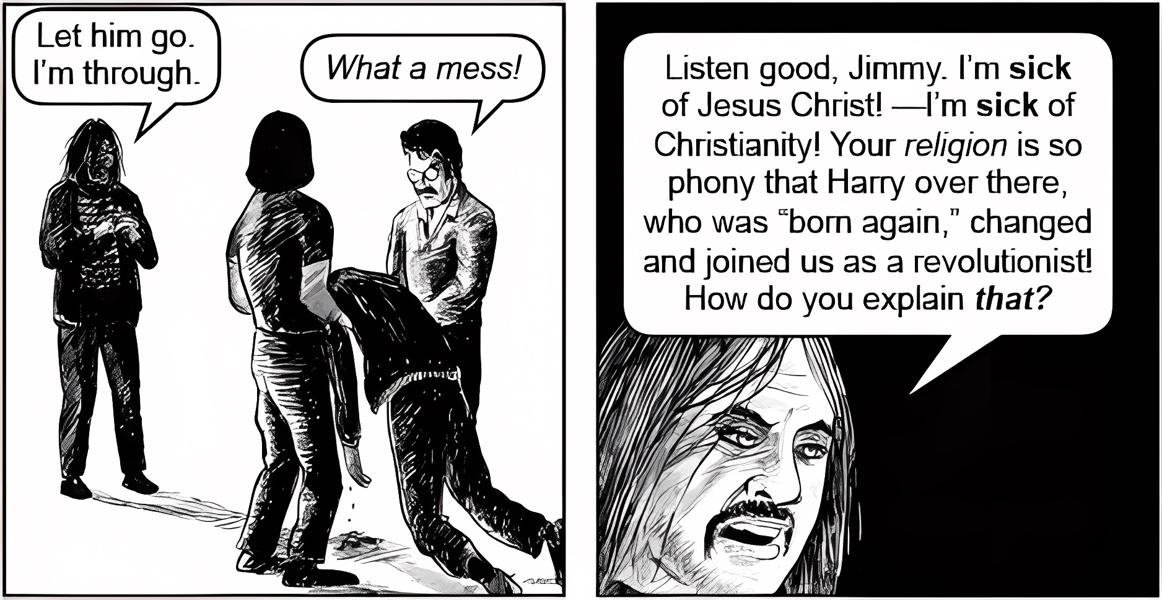 Let him go.
I'm through.
What a mess!
Listen good, Jimmy. I'm sick
of Jesus Christ! —I'm sick of
Christianity! Your religion is so
phony that Harry over there,
who was "born again," changed
and joined us as a revolutionist!
How do you explain that?